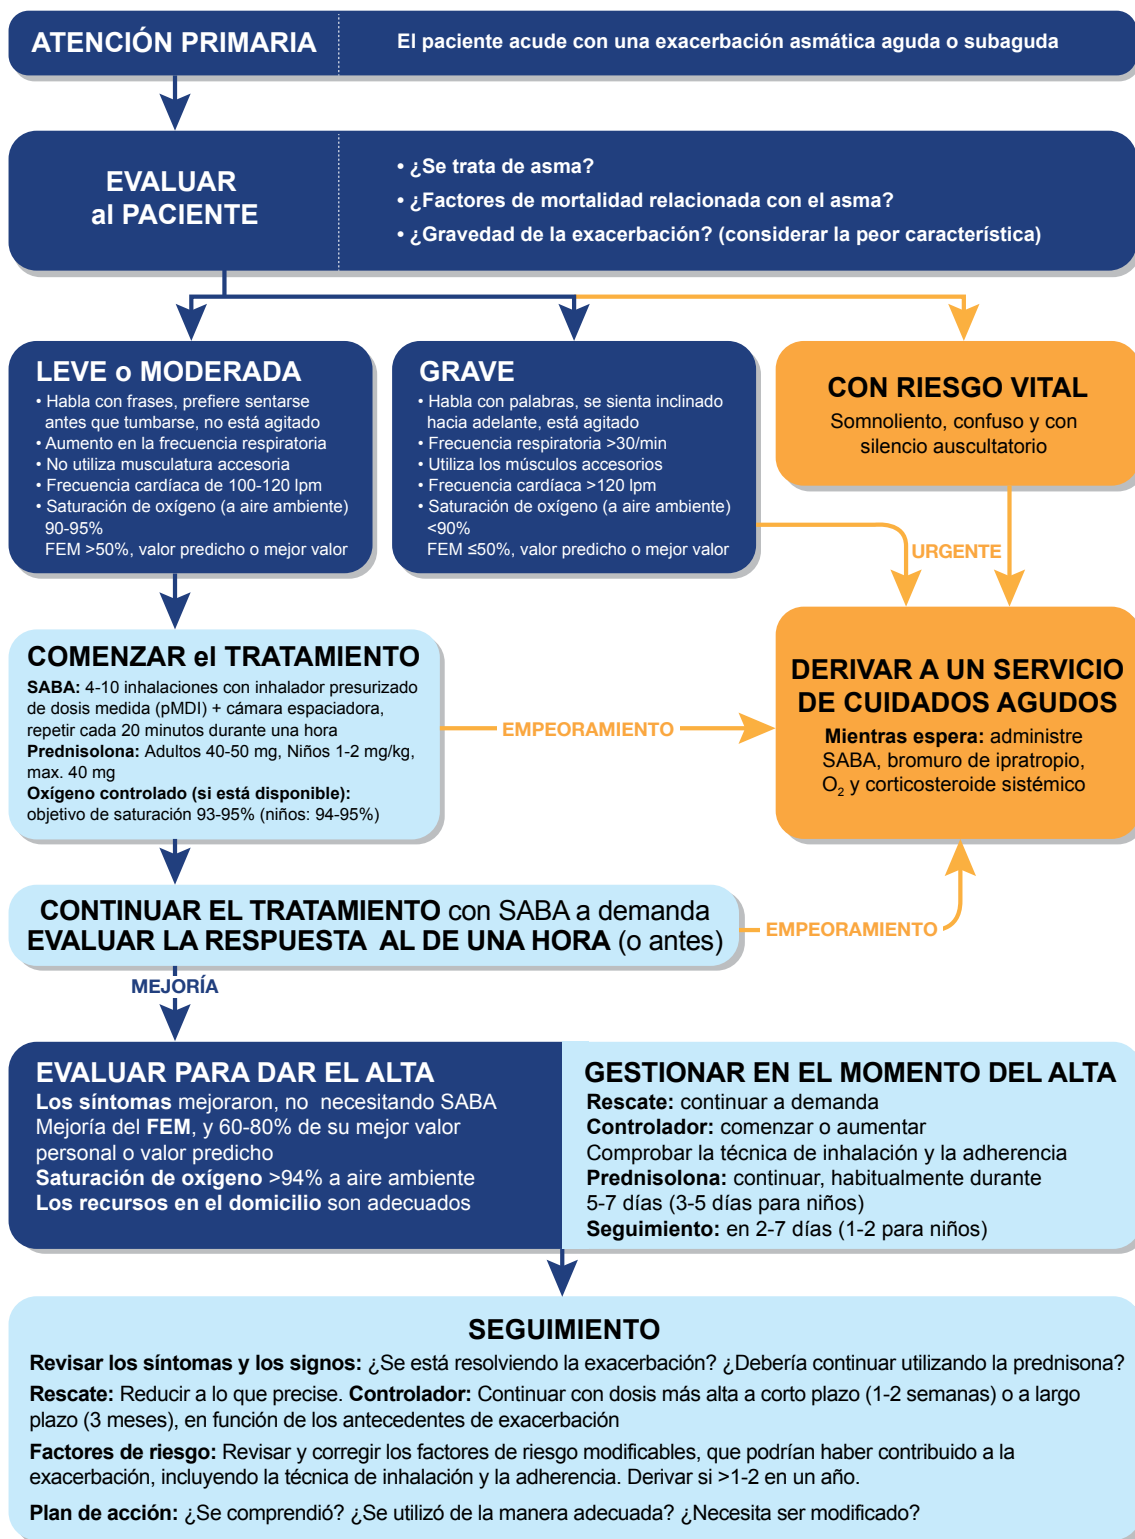 ATENCIÓN PRIMARIA
El paciente acude con una exacerbación asmática aguda o subaguda
EVALUAR
al PACIENTE
• ¿Se trata de asma?
• ¿Factores de mortalidad relacionada con el asma?
• ¿Gravedad de la exacerbación? (considerar la peor característica)
LEVE o MODERADA
• Habla con frases, prefiere sentarse
antes que tumbarse, no está agitado
• Aumento en la frecuencia respiratoria
• No utiliza musculatura accesoria
• Frecuencia cardíaca de 100-120 lpm
• Saturación de oxígeno (a aire ambiente)
90-95%
FEM >50%, valor predicho o mejor valor
GRAVE
• Habla con palabras, se sienta inclinado
hacia adelante, está agitado
• Frecuencia respiratoria >30/min
• Utiliza los músculos accesorios
• Frecuencia cardíaca >120 lpm
• Saturación de oxígeno (a aire ambiente)
<90%
FEM ≤50%, valor predicho o mejor valor
CON RIESGO VITAL
Somnoliento, confuso y con
silencio auscultatorio
URGENTE
COMENZAR el TRATAMIENTO
SABA: 4-10 inhalaciones con inhalador presurizado
de dosis medida (pMDI) + cámara espaciadora,
repetir cada 20 minutos durante una hora
Prednisolona: Adultos 40-50 mg, Niños 1-2 mg/kg,
max. 40 mg
Oxígeno controlado (si está disponible):
objetivo de saturación 93-95% (niños: 94-95%)
EMPEORAMIENTO
DERIVAR A UN SERVICIO
DE CUIDADOS AGUDOS
Mientras espera: administre
SABA, bromuro de ipratropio,
O₂ y corticosteroide sistémico
CONTINUAR EL TRATAMIENTO con SABA a demanda
EVALUAR LA RESPUESTA AL DE UNA HORA (o antes)
EMPEORAMIENTO
MEJORÍA
EVALUAR PARA DAR EL ALTA
Los síntomas mejoraron, no necesitando SABA
Mejoría del FEM, y 60-80% de su mejor valor
personal o valor predicho
Saturación de oxígeno >94% a aire ambiente
Los recursos en el domicilio son adecuados
GESTIONAR EN EL MOMENTO DEL ALTA
Rescate: continuar a demanda
Controlador: comenzar o aumentar
Comprobar la técnica de inhalación y la adherencia
Prednisolona: continuar, habitualmente durante
5-7 días (3-5 días para niños)
Seguimiento: en 2-7 días (1-2 para niños)
SEGUIMIENTO
Revisar los síntomas y los signos: ¿Se está resolviendo la exacerbación? ¿Debería continuar utilizando la prednisona?
Rescate: Reducir a lo que precise. Controlador: Continuar con dosis más alta a corto plazo (1-2 semanas) o a largo
plazo (3 meses), en función de los antecedentes de exacerbación
Factores de riesgo: Revisar y corregir los factores de riesgo modificables, que podrían haber contribuido a la
exacerbación, incluyendo la técnica de inhalación y la adherencia. Derivar si >1-2 en un año.
Plan de acción: ¿Se comprendió? ¿Se utilizó de la manera adecuada? ¿Necesita ser modificado?